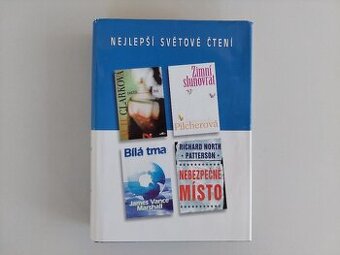 NEJLEPŠÍ SVĚTOVÉ ČTENÍ
CLARKOVÁ
Zimní
slunovrat
Pilcherová
Bílá tma
James Vance
Marshall
RICHARD NORTH
PATTERSON
NEBEZPEČNÉ
MÍSTO